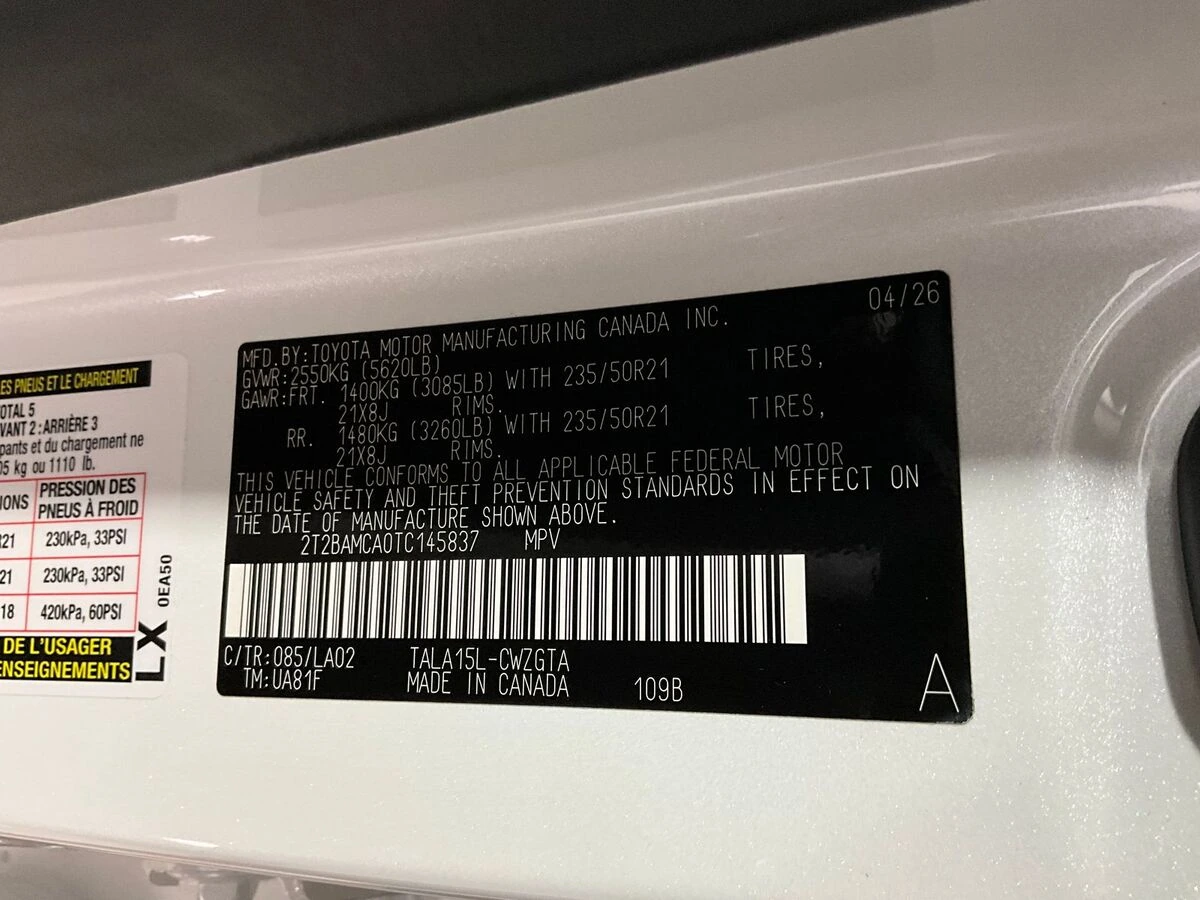 04/26
MFD.BY:TOYOTA MOTOR MANUFACTURING CANADA INC.
GVWR:2550KG (5620LB)
GAWR:FRT. 1400KG (3085LB) WITH 235/50R21 TIRES,
21X8J RIMS.
RR. 1480KG (3260LB) WITH 235/50R21 TIRES,
21X8J RIMS.
THIS VEHICLE CONFORMS TO ALL APPLICABLE FEDERAL MOTOR
VEHICLE SAFETY AND THEFT PREVENTION STANDARDS IN EFFECT ON
THE DATE OF MANUFACTURE SHOWN ABOVE.
2T2BAMCA0TC145837 MPV
C/TR:085/LA02 TALA15L-CWZGTA
TM:UA81F MADE IN CANADA 109B
A
ES PNEUS ET LE CHARGEMENT
OTAL 5
VANT 2 : ARRIÈRE 3
pants et du chargement ne
05 kg ou 1110 lb.
IONS PRESSION DES
PNEUS À FROID
R21 230kPa, 33PSI
21 230kPa, 33PSI
18 420kPa, 60PSI
DE L'USAGER
ENSEIGNEMENTS
LX 0EA50